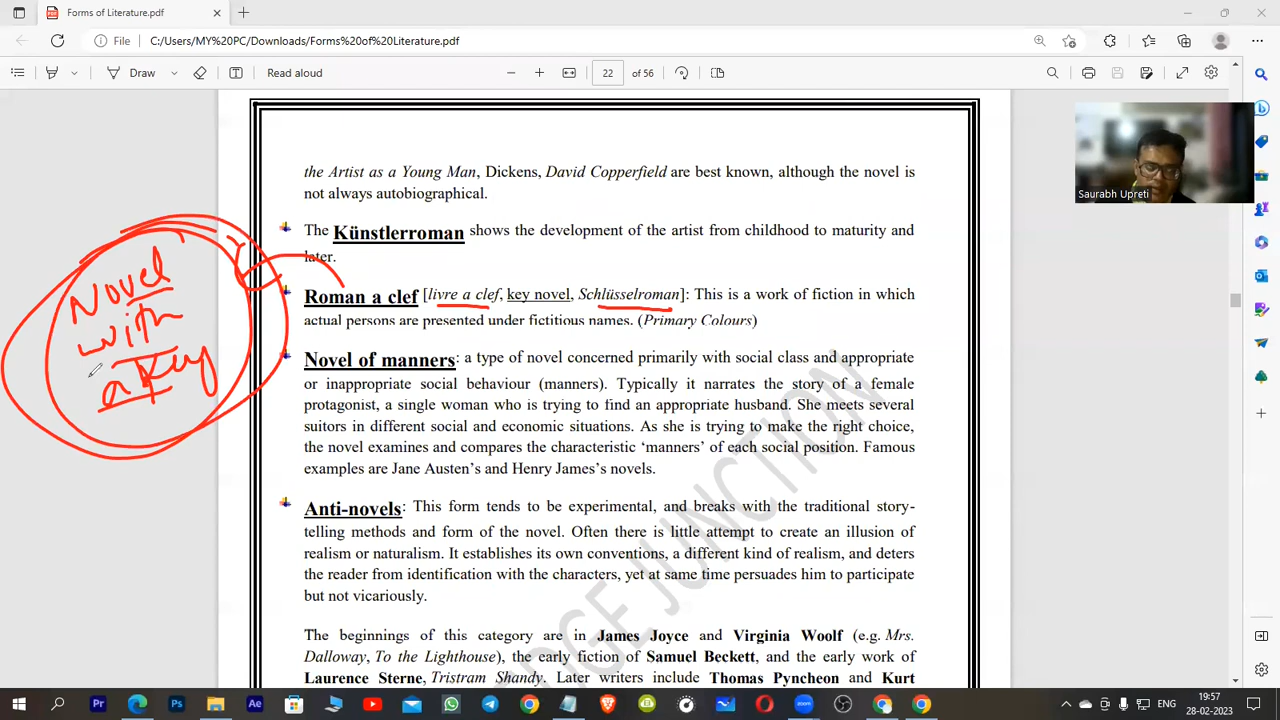 Forms of Literature.pdf
File
C:/Users/MY%20PC/Downloads/Forms%20of%20Literature.pdf
Draw
Read aloud
22
of 56
the Artist as a Young Man, Dickens, David Copperfield are best known, although the novel is
not always autobiographical.
The Künstlerroman shows the development of the artist from childhood to maturity and
later.
Roman a clef [livre a clef, key novel, Schlüsselroman]: This is a work of fiction in which
actual persons are presented under fictitious names. (Primary Colours)
Novel of manners: a type of novel concerned primarily with social class and appropriate
or inappropriate social behaviour (manners). Typically it narrates the story of a female
protagonist, a single woman who is trying to find an appropriate husband. She meets several
suitors in different social and economic situations. As she is trying to make the right choice,
the novel examines and compares the characteristic ‘manners’ of each social position. Famous
examples are Jane Austen’s and Henry James’s novels.
Anti-novels: This form tends to be experimental, and breaks with the traditional story-
telling methods and form of the novel. Often there is little attempt to create an illusion of
realism or naturalism. It establishes its own conventions, a different kind of realism, and deters
the reader from identification with the characters, yet at same time persuades him to participate
but not vicariously.
The beginnings of this category are in James Joyce and Virginia Woolf (e.g. Mrs.
Dalloway, To the Lighthouse), the early fiction of Samuel Beckett, and the early work of
Laurence Sterne, Tristram Shandy. Later writers include Thomas Pyncheon and Kurt
Novel
with
a key
Saurabh Upreti
EDGE JUNCTION
Pr
Ps
Ae
zoom
ENG
19:57
28-02-2023